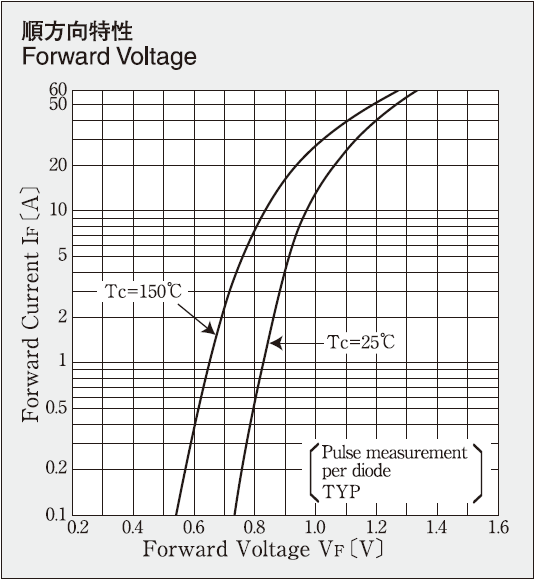 順方向特性
Forward Voltage
60
50
20
10
5
2
1
0.5
0.2
0.1
Forward Current IF〔A〕
Tc=150℃
Tc=25℃
Pulse measurement
per diode
TYP
0.2 0.4 0.6 0.8 1.0 1.2 1.4 1.6
Forward Voltage VF〔V〕